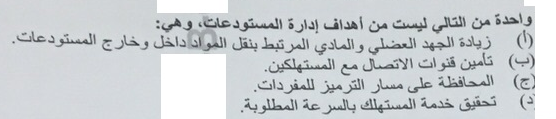 واحدة من التالي ليست من أهداف إدارة المستودعات، وهي:
(أ) زيادة الجهد العضلي والمادي المرتبط بنقل المواد داخل وخارج المستودعات.
(ب) تأمين قنوات الاتصال مع المستهلكين.
(ج) المحافظة على مسار الترميز للمفردات.
(د) تحقيق خدمة المستهلك بالسرعة المطلوبة.